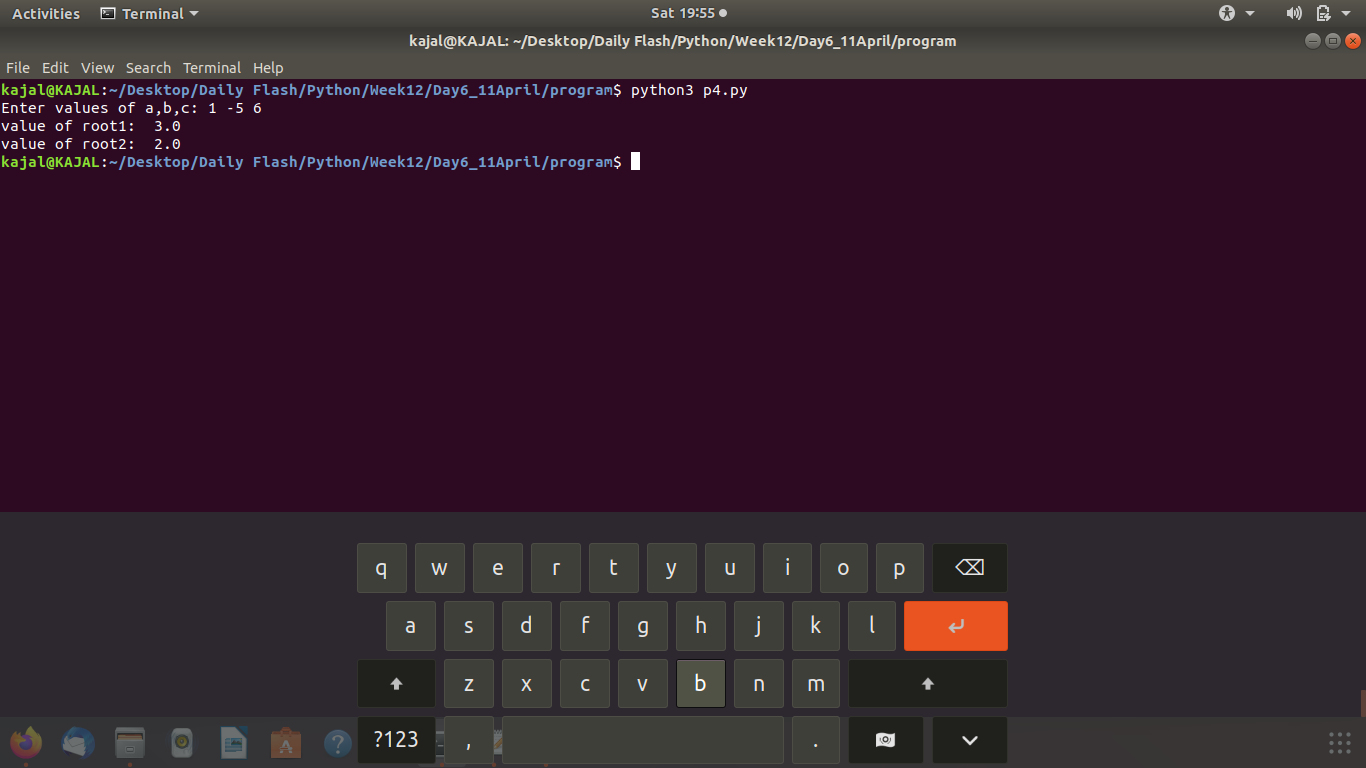 Activities Terminal Sat 19:55
kajal@KAJAL: ~/Desktop/Daily Flash/Python/Week12/Day6_11April/program
File Edit View Search Terminal Help
kajal@KAJAL:~/Desktop/Daily Flash/Python/Week12/Day6_11April/program$ python3 p4.py
Enter values of a,b,c: 1 -5 6
value of root1:  3.0
value of root2:  2.0
kajal@KAJAL:~/Desktop/Daily Flash/Python/Week12/Day6_11April/program$
q w e r t y u i o p
a s d f g h j k l
z x c v b n m
?123 , .